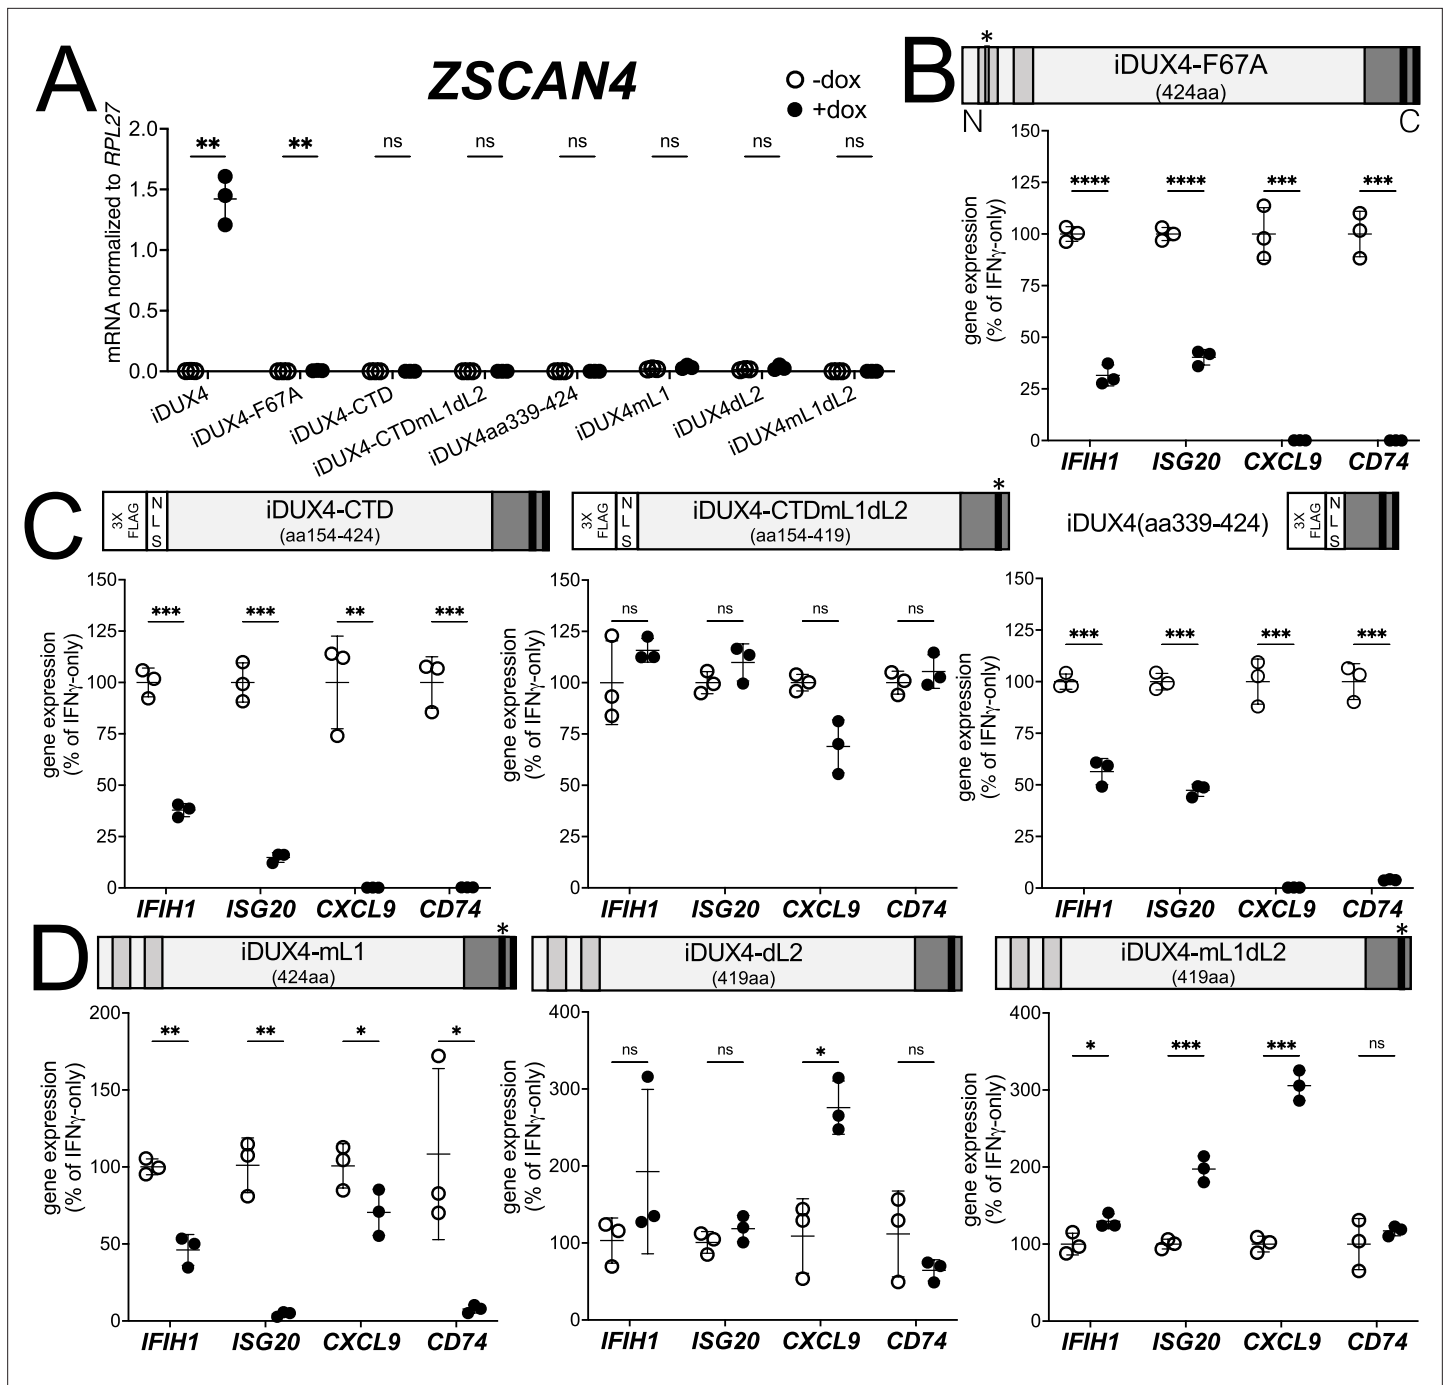 A
ZSCAN4
-dox
+dox
mRNA normalized to RPL27
2.0
1.5
1.0
0.5
0.0
** ** ns ns ns ns ns ns
iDUX4
iDUX4-F67A
iDUX4-CTD
iDUX4-CTDmL1dL2
iDUX4aa339-424
iDUX4mL1
iDUX4dL2
iDUX4mL1dL2
B
*
iDUX4-F67A
(424aa)
N C
gene expression
(% of IFNγ-only)
150
125
100
75
50
25
0
**** **** *** ***
IFIH1 ISG20 CXCL9 CD74
C
3X
FLAG
N
L
S
iDUX4-CTD
(aa154-424)
gene expression
(% of IFNγ-only)
150
125
100
75
50
25
0
*** *** ** ***
IFIH1 ISG20 CXCL9 CD74
3X
FLAG
N
L
S
iDUX4-CTDmL1dL2
(aa154-419)
*
gene expression
(% of IFNγ-only)
150
125
100
75
50
25
0
ns ns ns ns
IFIH1 ISG20 CXCL9 CD74
iDUX4(aa339-424)
3X
FLAG
N
L
S
gene expression
(% of IFNγ-only)
150
125
100
75
50
25
0
*** *** *** ***
IFIH1 ISG20 CXCL9 CD74
D
iDUX4-mL1
(424aa)
*
gene expression
(% of IFNγ-only)
200
150
100
50
0
** ** * *
IFIH1 ISG20 CXCL9 CD74
iDUX4-dL2
(419aa)
gene expression
(% of IFNγ-only)
400
300
200
100
0
ns ns * ns
IFIH1 ISG20 CXCL9 CD74
iDUX4-mL1dL2
(419aa)
*
gene expression
(% of IFNγ-only)
400
300
200
100
0
* *** *** ns
IFIH1 ISG20 CXCL9 CD74